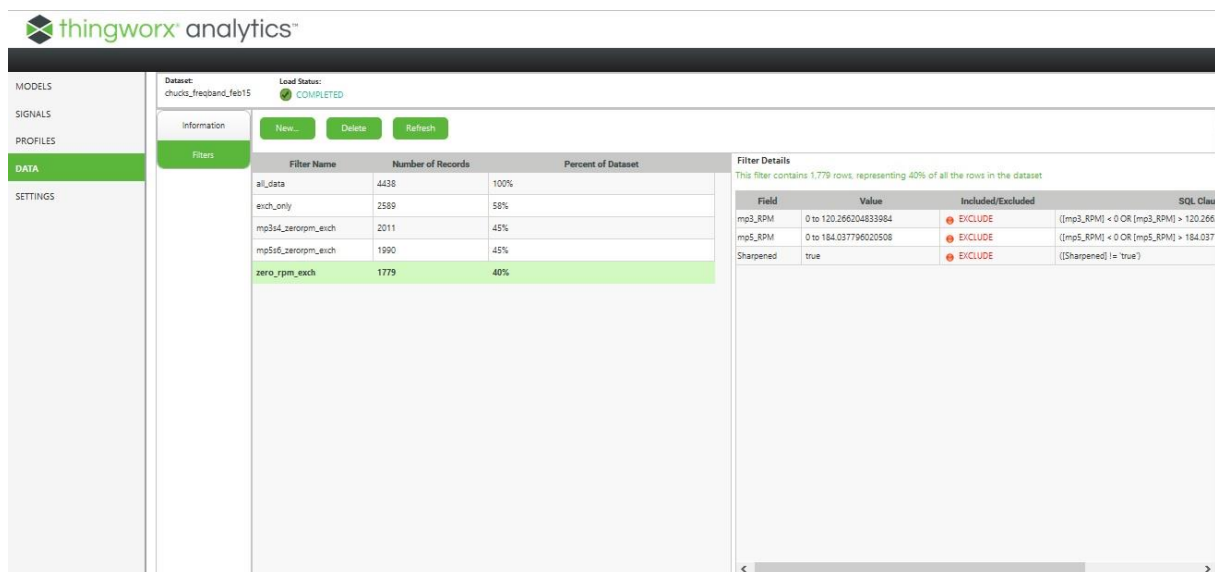 thingworx® analytics™
MODELS
SIGNALS
PROFILES
DATA
SETTINGS
Dataset:
chucks_freqband_feb15
Load Status:
COMPLETED
Information
Filters
New... Delete Refresh
Filter Name Number of Records Percent of Dataset
all_data 4438 100%
exch_only 2589 58%
mp3s4_zerorpm_exch 2011 45%
mp5s6_zerorpm_exch 1990 45%
zero_rpm_exch 1779 40%
Filter Details
This filter contains 1,779 rows, representing 40% of all the rows in the dataset
Field Value Included/Excluded SQL Clau
mp3_RPM 0 to 120.266204833984 EXCLUDE ([mp3_RPM] < 0 OR [mp3_RPM] > 120.266
mp5_RPM 0 to 184.037796020508 EXCLUDE ([mp5_RPM] < 0 OR [mp5_RPM] > 184.037
Sharpened true EXCLUDE ([Sharpened] != 'true')